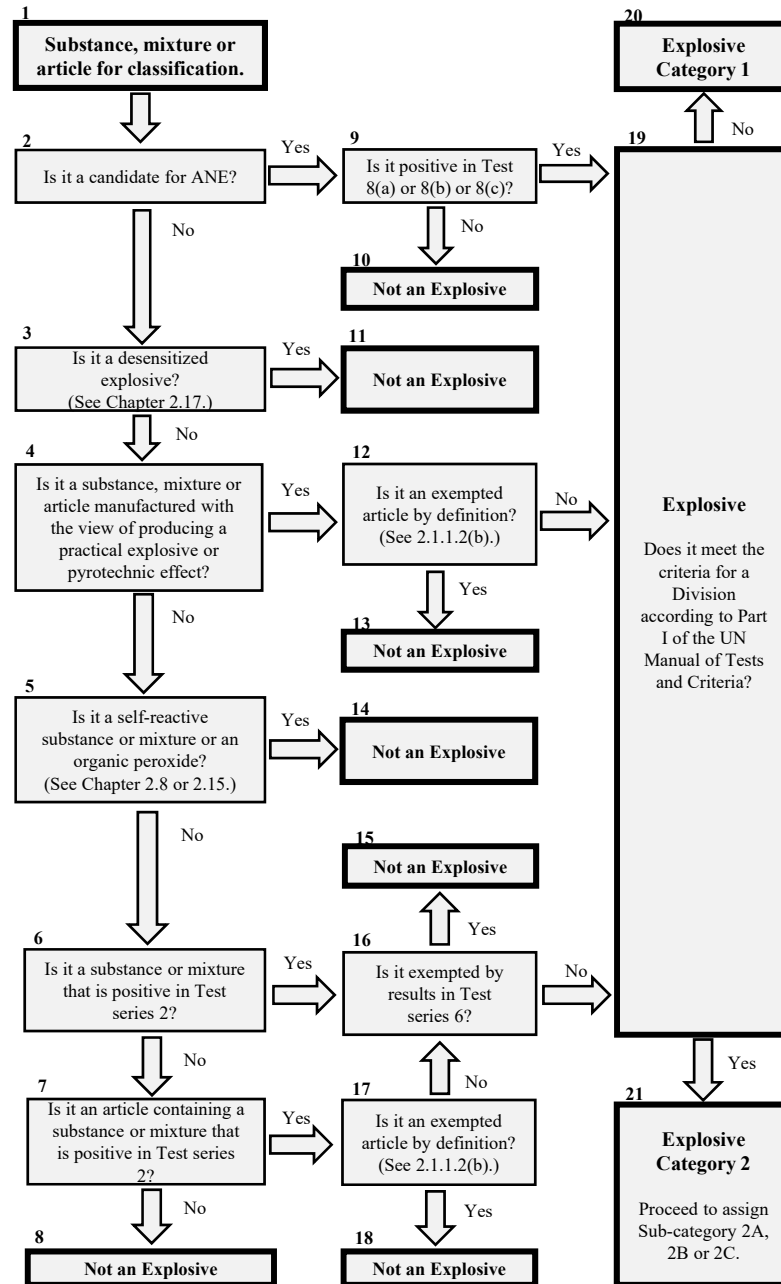 1
Substance, mixture or
article for classification.
20
Explosive
Category 1
No
2
Is it a candidate for ANE?
Yes
9
Is it positive in Test
8(a) or 8(b) or 8(c)?
Yes
19
Explosive
Does it meet the
criteria for a
Division
according to Part
I of the UN
Manual of Tests
and Criteria?
No
No
10
Not an Explosive
3
Is it a desensitized
explosive?
(See Chapter 2.17.)
Yes
11
Not an Explosive
No
4
Is it a substance, mixture or
article manufactured with
the view of producing a
practical explosive or
pyrotechnic effect?
Yes
12
Is it an exempted
article by definition?
(See 2.1.1.2(b).)
No
Yes
13
Not an Explosive
No
5
Is it a self-reactive
substance or mixture or an
organic peroxide?
(See Chapter 2.8 or 2.15.)
Yes
14
Not an Explosive
No
15
Not an Explosive
Yes
6
Is it a substance or mixture
that is positive in Test
series 2?
Yes
16
Is it exempted by
results in Test
series 6?
No
No
No
Yes
7
Is it an article containing a
substance or mixture that
is positive in Test series
2?
Yes
17
Is it an exempted
article by definition?
(See 2.1.1.2(b).)
21
Explosive
Category 2
Proceed to assign
Sub-category 2A,
2B or 2C.
No
Yes
8
Not an Explosive
18
Not an Explosive